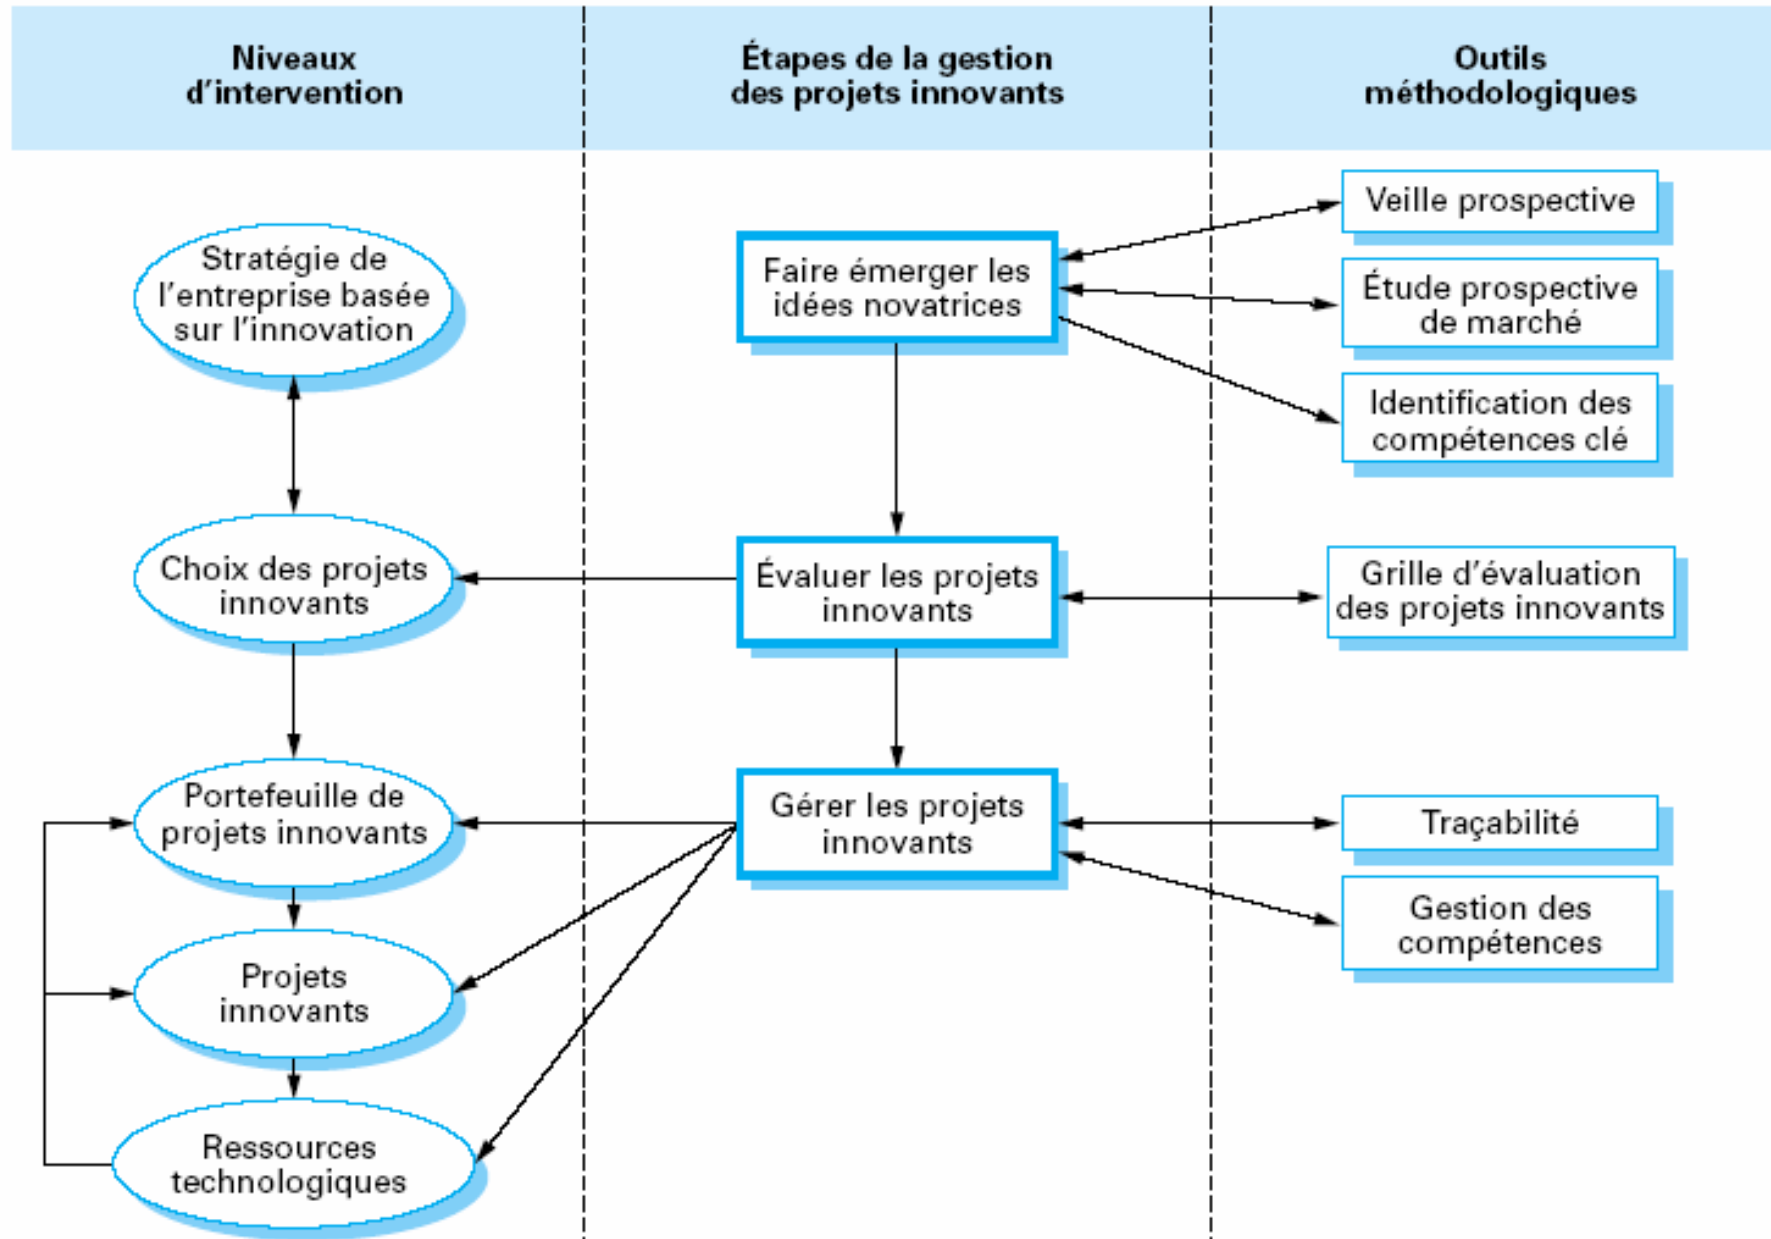 Niveaux
d'intervention
Étapes de la gestion
des projets innovants
Outils
méthodologiques
Stratégie de
l'entreprise basée
sur l'innovation
Choix des projets
innovants
Portefeuille de
projets innovants
Projets
innovants
Ressources
technologiques
Faire émerger les
idées novatrices
Évaluer les projets
innovants
Gérer les projets
innovants
Veille prospective
Étude prospective
de marché
Identification des
compétences clé
Grille d'évaluation
des projets innovants
Traçabilité
Gestion des
compétences